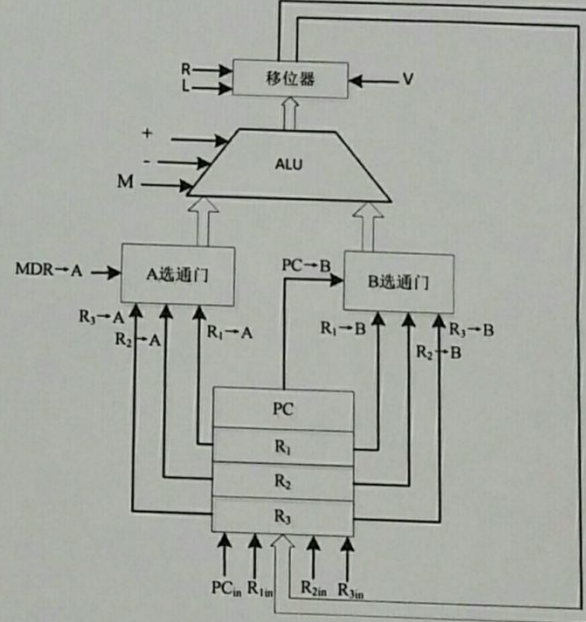 R
L
移位器
V
+
-
M
ALU
MDR→A
A选通门
PC→B
B选通门
R₃→A
R₂→A
R₁→A
R₁→B
R₃→B
R₂→B
PC
R₁
R₂
R₃
PCin
R1in
R2in
R3in